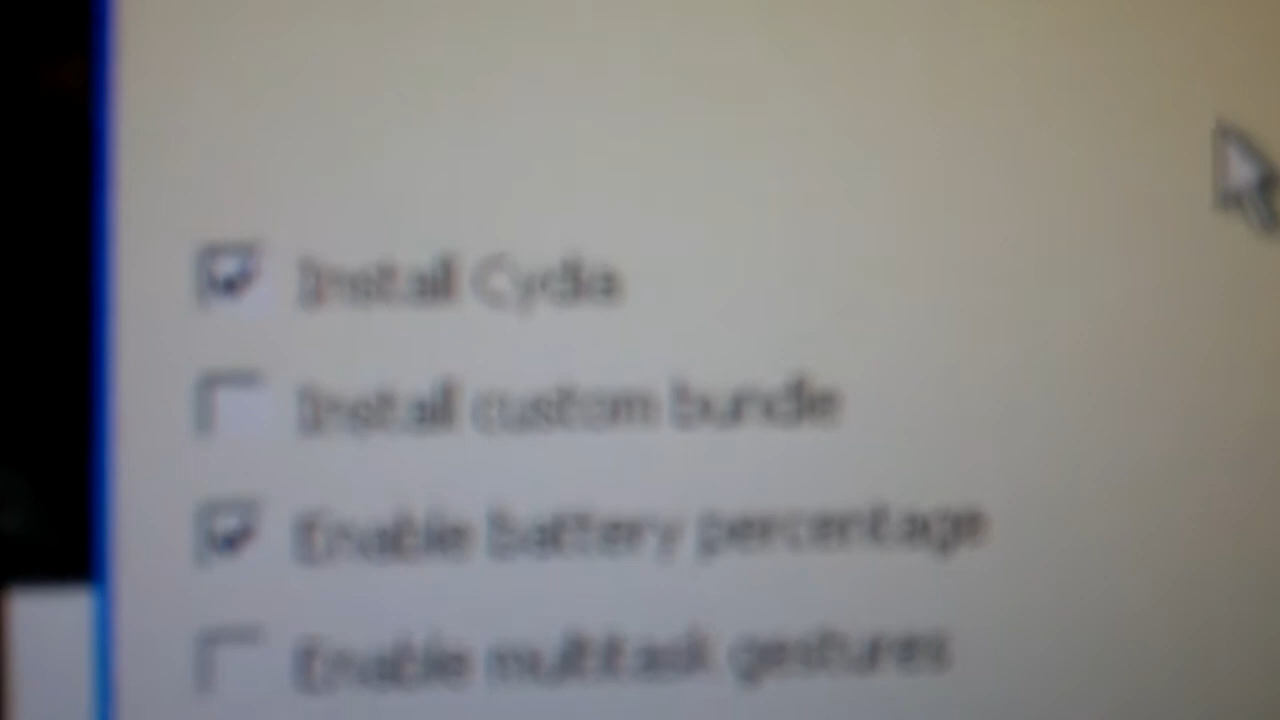 Install Cydia
Install custom bundle
Enable battery percentage
Enable multitask gestures